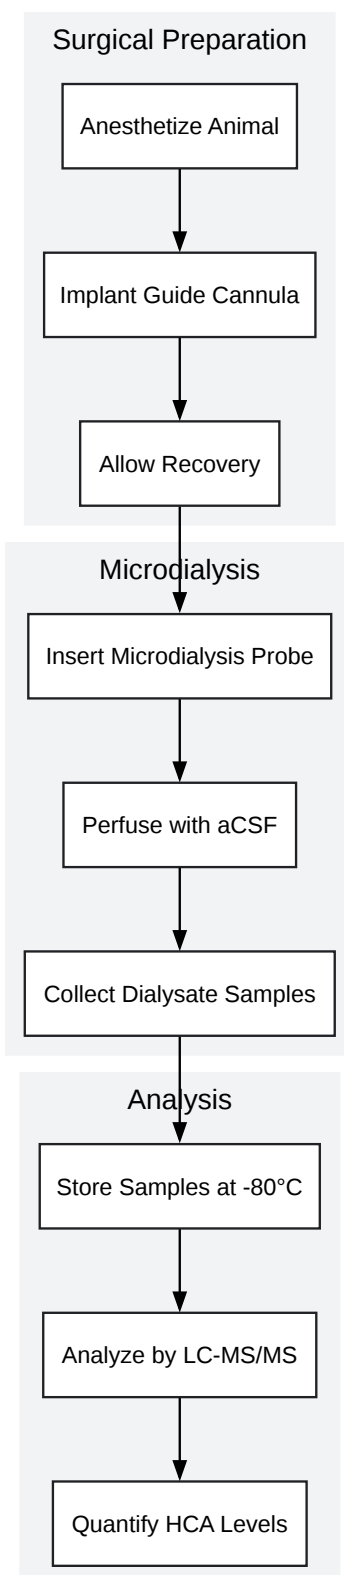 Surgical Preparation
Anesthetize Animal
Implant Guide Cannula
Allow Recovery
Microdialysis
Insert Microdialysis Probe
Perfuse with aCSF
Collect Dialysate Samples
Analysis
Store Samples at -80°C
Analyze by LC-MS/MS
Quantify HCA Levels